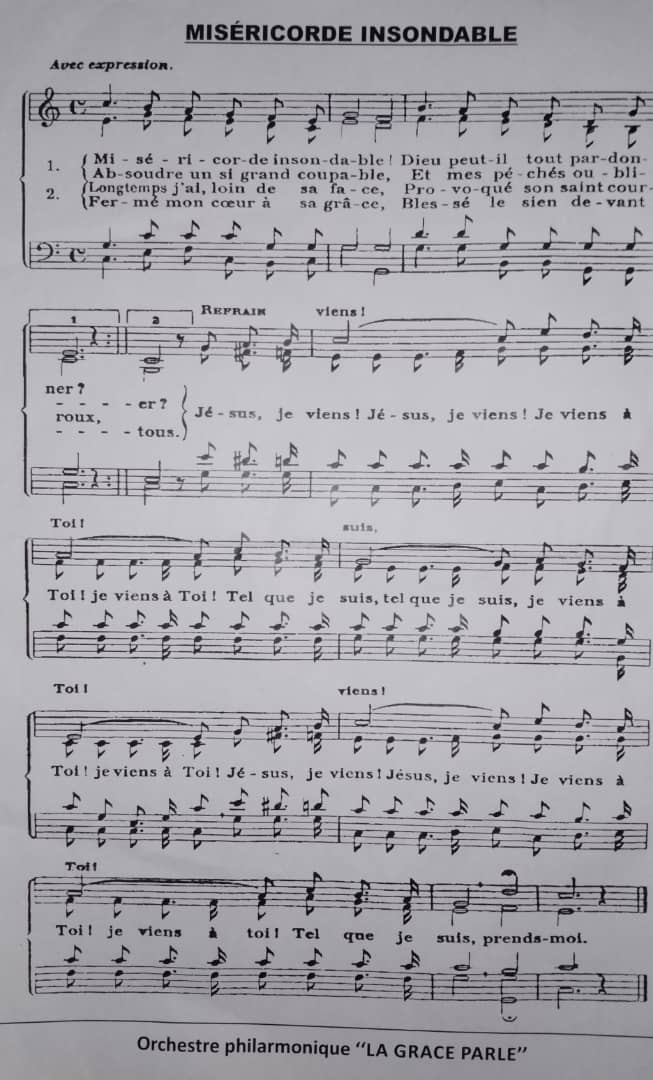 MISÉRICORDE INSONDABLE
Avec expression.
1. Mi - sé - ri - cor-de inson-da-ble! Dieu peut-il tout par-don-
Ab-soudre un si grand coupa-ble, Et mes pé-chés ou-bli-
2. Longtemps j'ai, loin de sa fa-ce, Pro-vo-qué son saint cour-
Fer-mé mon cœur à sa grâ-ce, Bles-sé le sien de-vant
1 2 REFRAIN viens!
ner?
- - - - er?
roux,
- - - - tous.
Jé-sus, je viens! Jé-sus, je viens! Je viens à
Toi! suis,
Toi! je viens à Toi! Tel que je suis, tel que je suis, je viens à
Toi! viens!
Toi! je viens à Toi! Jé-sus, je viens! Jésus, je viens! Je viens à
Toi!
Toi! je viens à toi! Tel que je suis, prends-moi.
Orchestre philarmonique "LA GRACE PARLE"